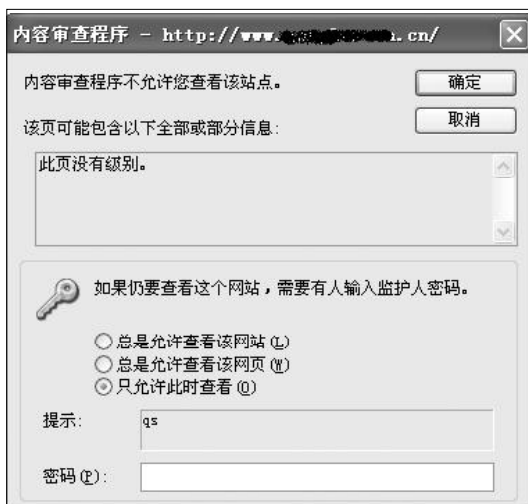 内容审查程序 - http://www. .cn/
内容审查程序不允许您查看该站点。
确定
该页可能包含以下全部或部分信息:
取消
此页没有级别。
如果仍要查看这个网站,需要有人输入监护人密码。
总是允许查看该网站(L)
总是允许查看该网页(W)
只允许此时查看(O)
提示:
qs
密码(P):